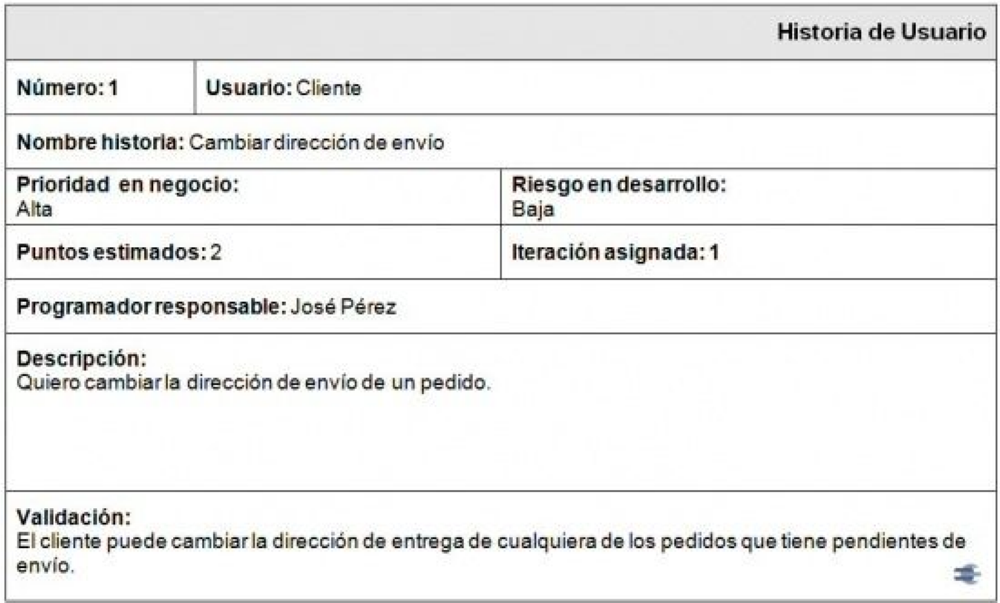 Historia de Usuario
Número: 1
Usuario: Cliente
Nombre historia: Cambiar dirección de envío
Prioridad en negocio:
Alta
Riesgo en desarrollo:
Baja
Puntos estimados: 2
Iteración asignada: 1
Programador responsable: José Pérez
Descripción:
Quiero cambiar la dirección de envío de un pedido.
Validación:
El cliente puede cambiar la dirección de entrega de cualquiera de los pedidos que tiene pendientes de
envío.